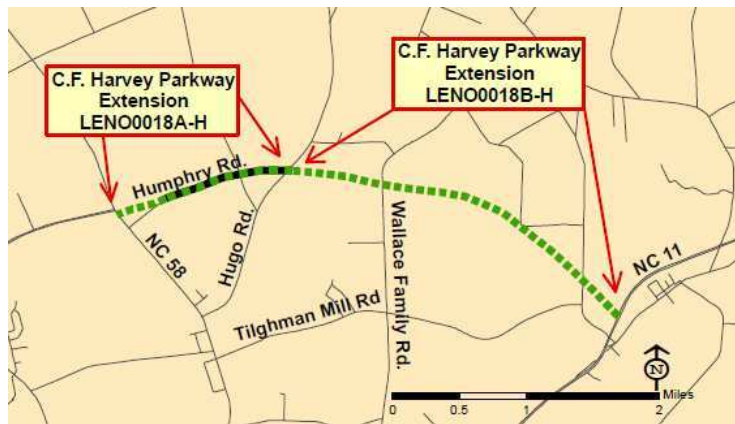 C.F. Harvey Parkway
Extension
LENO0018A-H
C.F. Harvey Parkway
Extension
LENO0018B-H
Humphry Rd.
NC 58
Hugo Rd.
Wallace Family Rd.
NC 11
Tilghman Mill Rd
N
Miles
0 0.5 1 2